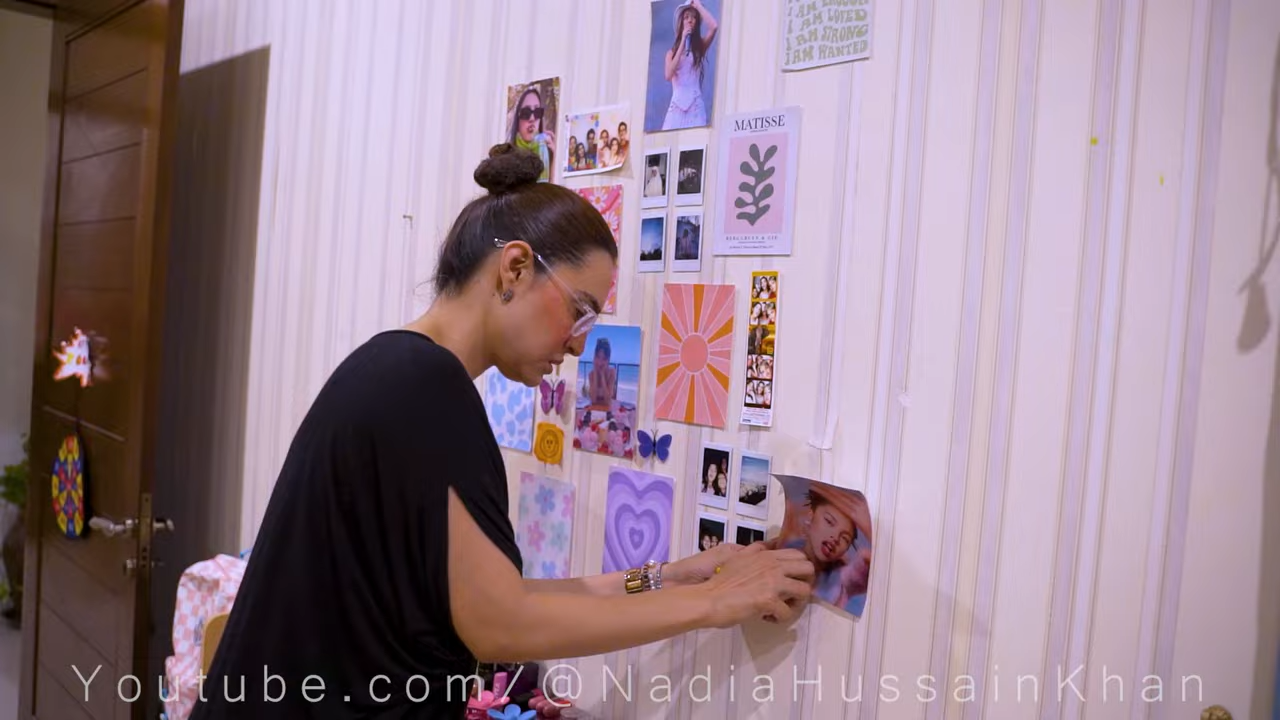 I AM LOVED
I AM STRONG
I AM WANTED
MATISSE
Youtube.com/@NadiaHussainKhan